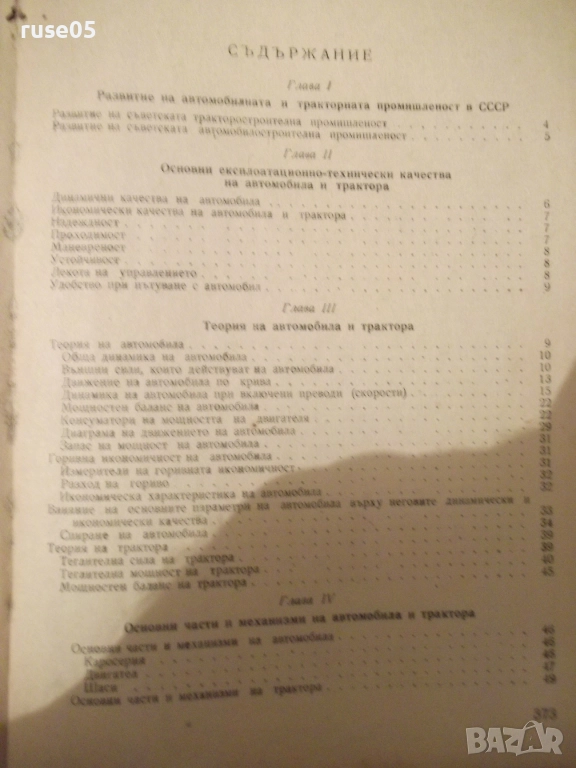 ruse05
СЪДЪРЖАНИЕ
Глава I
Развитие на автомобилната и тракторната промишленост в СССР
Развитие на съветската тракторостроителна промишленост 4
Развитие на съветската автомобилостроителна промишленост 5
Глава II
Основни експлоатационно-технически качества
на автомобила и трактора
Динамични качества на автомобила 6
Икономически качества на автомобила и трактора 7
Надеждност 7
Проходимост 7
Маневреност 8
Устойчивост 8
Лекота на управлението 8
Удобство при пътуване с автомобил 9
Глава III
Теория на автомобила и трактора
Теория на автомобила 9
Обща динамика на автомобила 10
Външни сили, които действуват на автомобила 10
Движение на автомобила по крива 13
Динамика на автомобила при включени преводи (скорости) 15
Мощностен баланс на автомобила 22
Консуматори на мощността на двигателя 22
Диаграма на движението на автомобила 29
Запас на мощност на автомобила 31
Горивна икономичност на автомобила 31
Измерители на горивната икономичност 31
Разход на гориво 32
Икономическа характеристика на автомобила 32
Влияние на основните параметри на автомобила върху неговите динамически и
икономически качества 33
Спиране на автомобила 34
Теория на трактора 39
Теглителна сила на трактора 39
Теглителна мощност на трактора 40
Мощностен баланс на трактора 45
Глава IV
Основни части и механизми на автомобила и трактора
Основни части и механизми на автомобила 46
Каросерия 46
Двигател 47
Шаси 49
Основни части и механизми на трактора
373
BAZAR